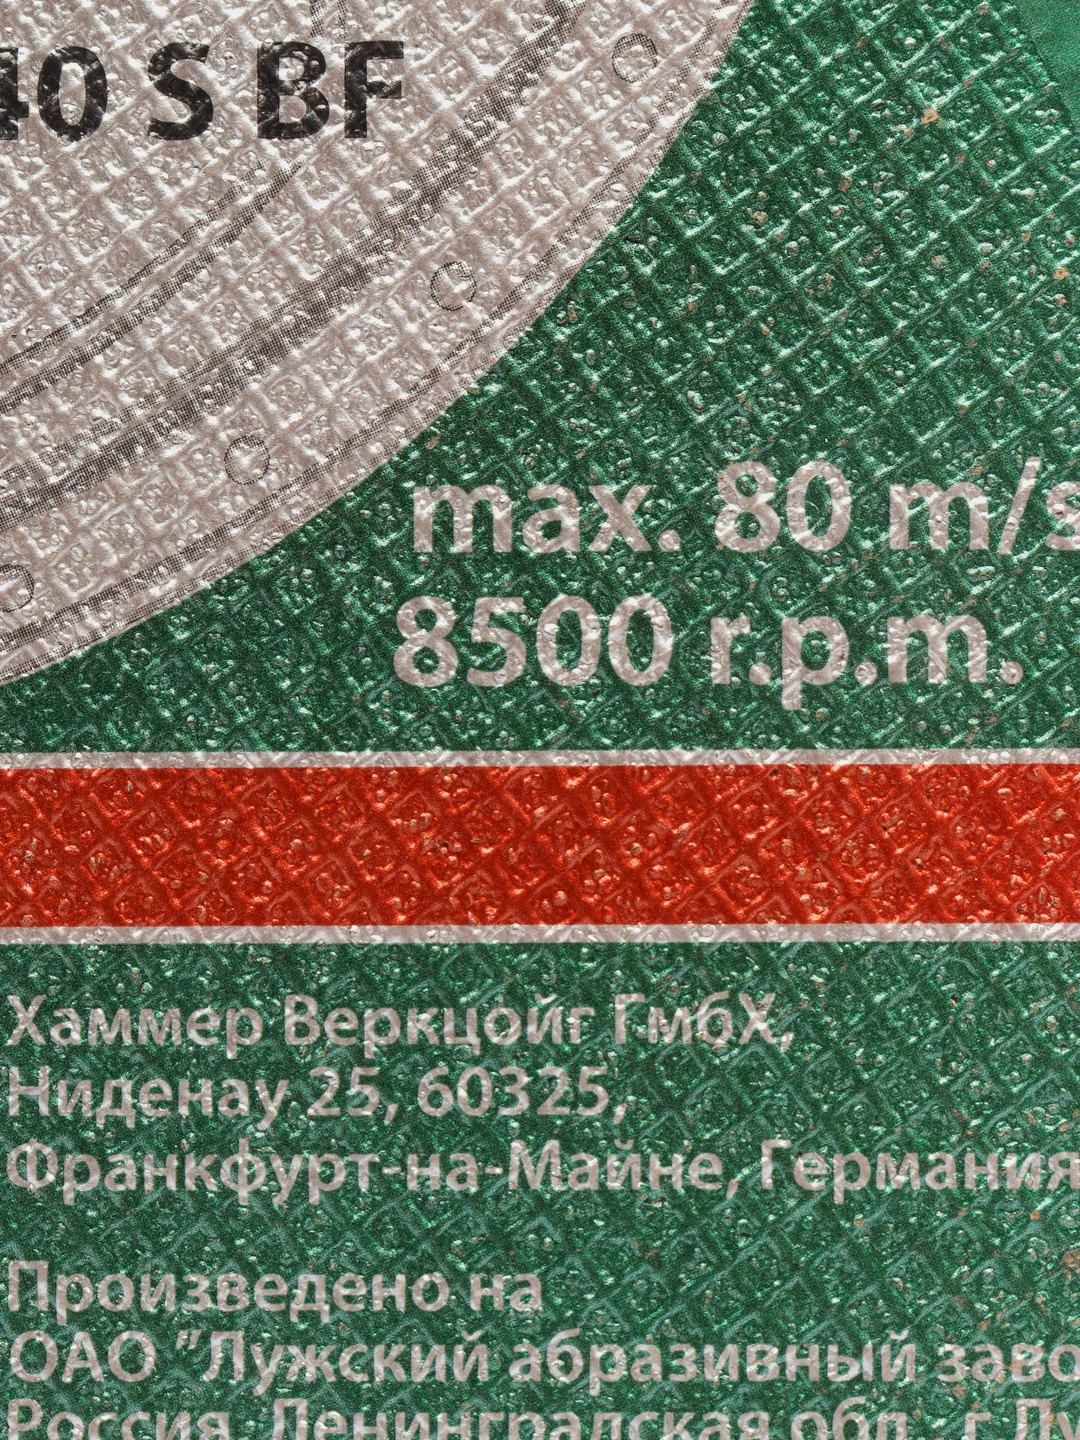 40 S BF
max. 80 m/s
8500 r.p.m.
Хаммер Веркцойг ГмбХ,
Ниденау 25, 60325,
Франкфурт-на-Майне, Германия
Произведено на
ОАО "Лужский абразивный заво
Россия, Ленинградская обл., г. Лу